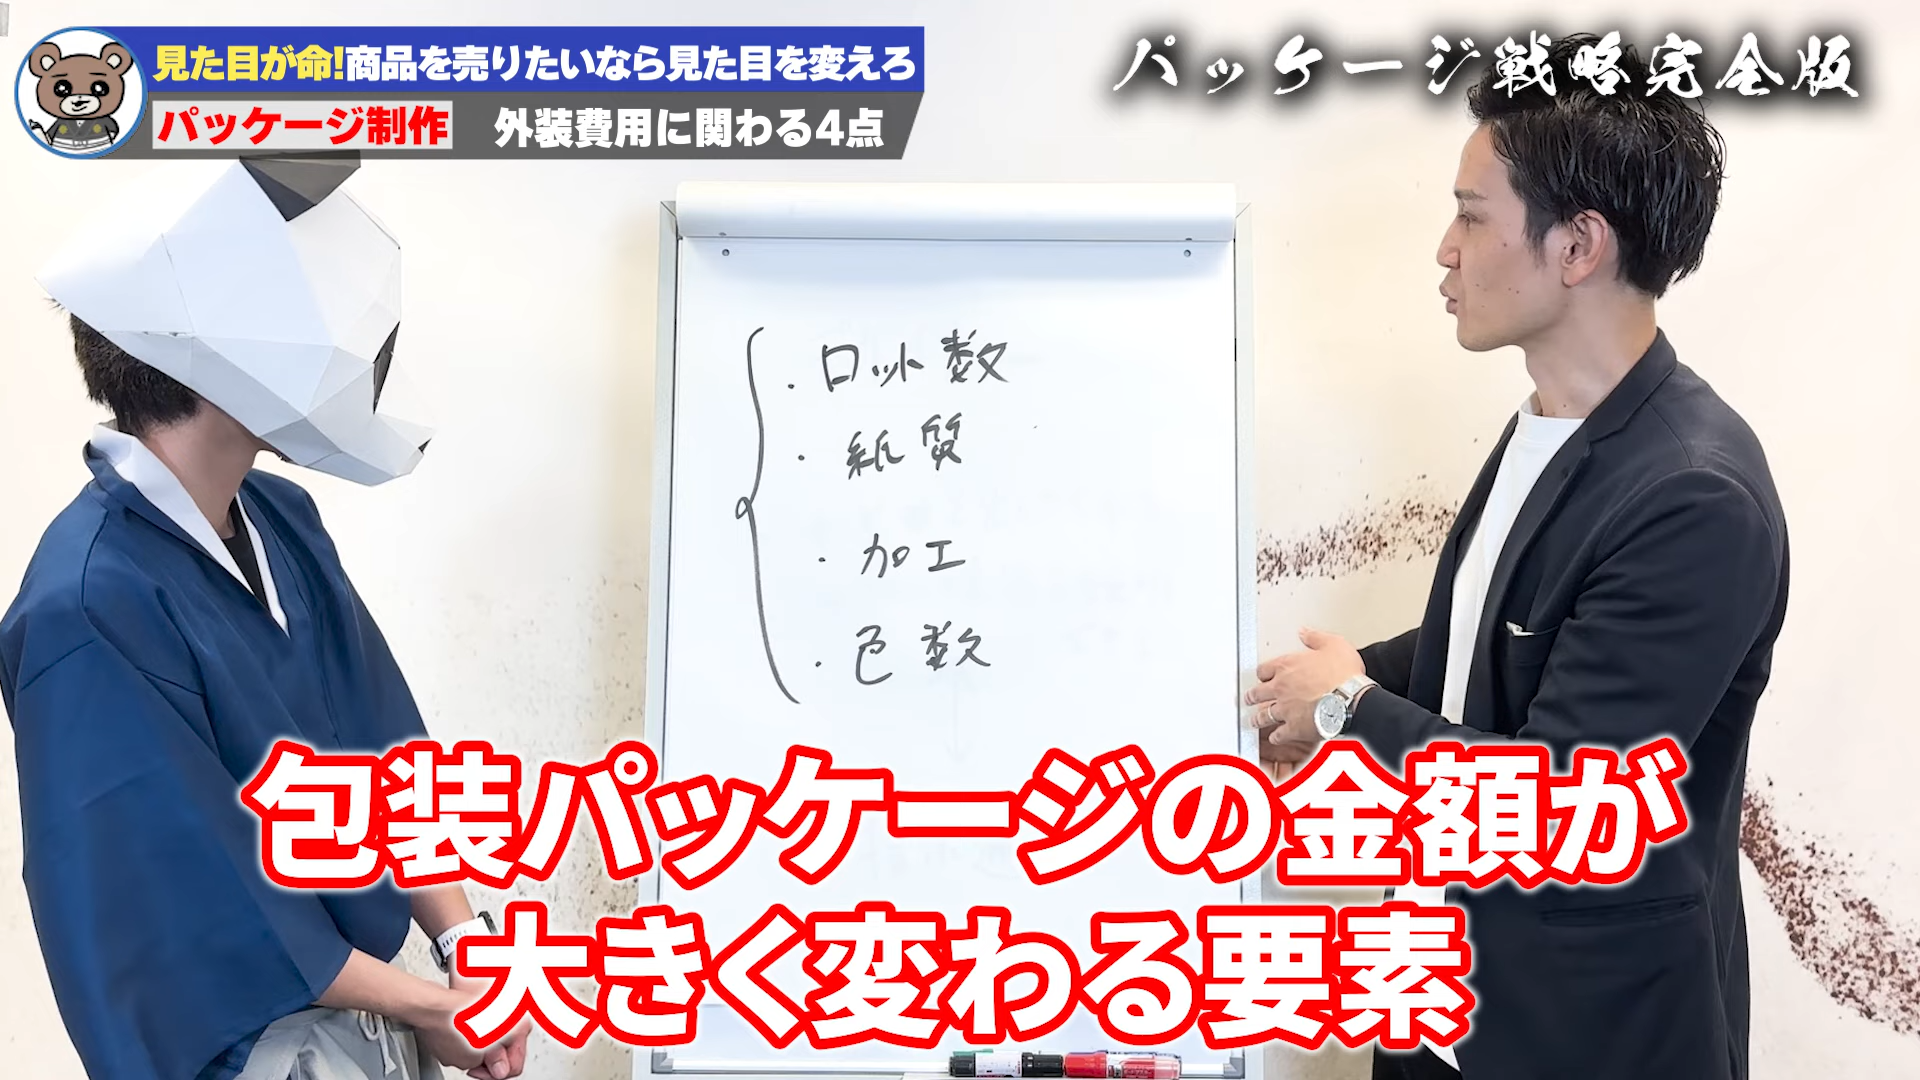 見た目が命!商品を売りたいなら見た目を変えろ
パッケージ制作 外装費用に関わる4点
パッケージ戦略完全版
・ロット数
・紙質
・加工
・色数
包装パッケージの金額が
大きく変わる要素